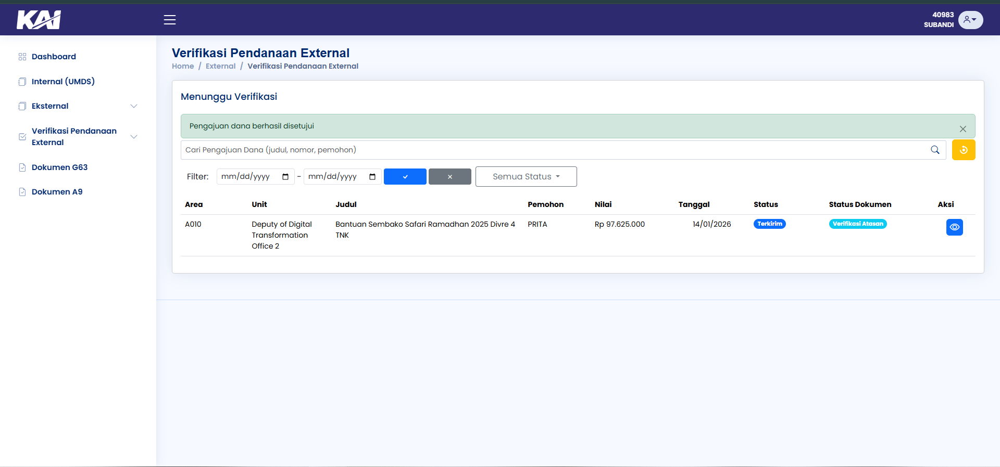 KAI
40983
SUBANDI
Dashboard
Internal (UMDS)
Eksternal
Verifikasi Pendanaan
External
Dokumen G63
Dokumen A9
Verifikasi Pendanaan External
Home / External / Verifikasi Pendanaan External
Menunggu Verifikasi
Pengajuan dana berhasil disetujui
Cari Pengajuan Dana (judul, nomor, pemohon)
Filter: mm/dd/yyyy - mm/dd/yyyy Semua Status
Area Unit Judul Pemohon Nilai Tanggal Status Status Dokumen Aksi
A010 Deputy of Digital Bantuan Sembako Safari Ramadhan 2025 Divre 4 PRITA Rp 97.625.000 14/01/2026 Terkirim Verifikasi Atasan
Transformation TNK
Office 2